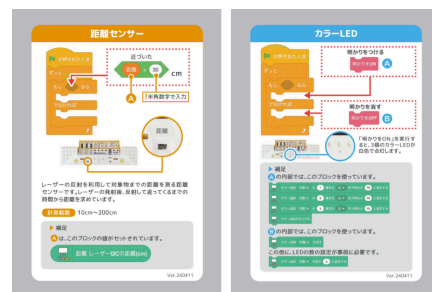 距離センサー
が押されたとき
ずっと
もし なら
でなければ
近づいた
距離 < 30 cm
A !半角数字で入力
距離
レーザーの反射を利用して対象物までの距離を測る距離
センサーです。レーザーの発射後、反射して返ってくるまでの
時間から距離を求めています。
計測範囲 10cm〜200cm
▶ 補足
Aは、このブロックの値がセットされています。
距離 レーザー I2Cの距離(cm)
Ver.240411
カラーLED
が押されたとき
ずっと
もし なら
でなければ
明かりをつける
明かりをON A
明かりを消す
明かりをOFF B
「明かりをON」を実行す
ると、3個のカラーLEDが
白色で点灯します。
▶ 補足
Aの内部では、このブロックを使っています。
Bの内部では、このブロックを使っています。
この他に、LEDの数の設定が事前に必要です。
Ver.240411